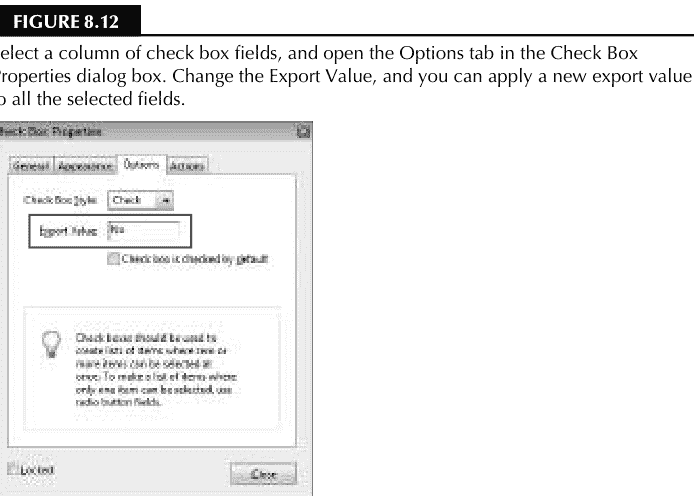 FIGURE 8.12
elect a column of check box fields, and open the Options tab in the Check Box
roperties dialog box. Change the Export Value, and you can apply a new export value
o all the selected fields.
heck Box Properties
General Appearance Options Actions
Check Box Style: Check
Export Value: No
Check box is checked by default
Check boxes should be used to
create lists of items where zero or
more items can be selected at
once. To make a list of items where
only one item can be selected, use
radio button fields.
Locked Close